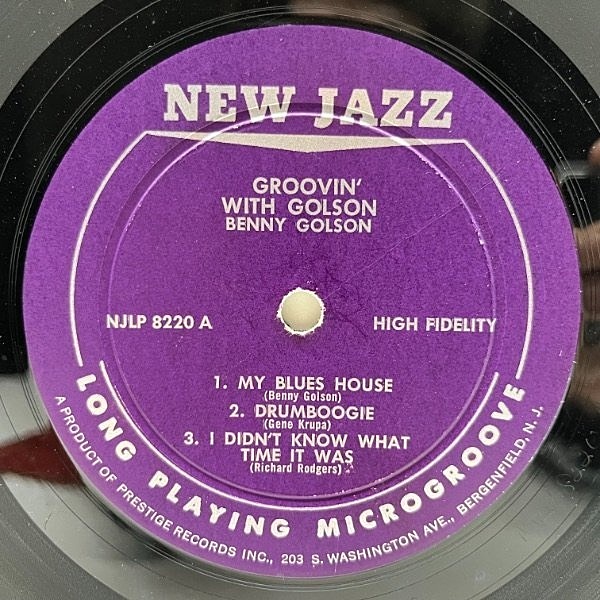 NEW JAZZ
GROOVIN'
WITH GOLSON
BENNY GOLSON
NJLP 8220 A
HIGH FIDELITY
1. MY BLUES HOUSE
(Benny Golson)
2. DRUMBOOGIE
(Gene Krupa)
3. I DIDN'T KNOW WHAT
TIME IT WAS
(Richard Rodgers)
LONG PLAYING MICROGROOVE
A PRODUCT OF PRESTIGE RECORDS INC., 203 S. WASHINGTON AVE., BERGENFIELD, N. J.